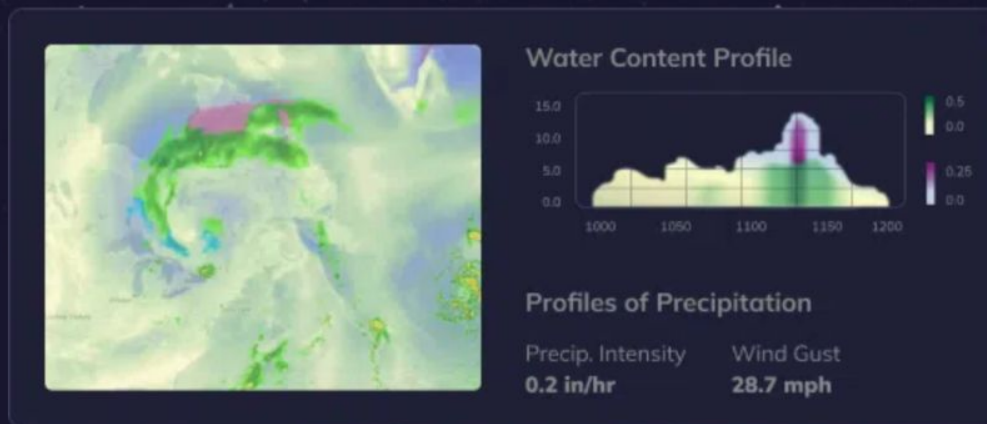 Water Content Profile
15.0
10.0
5.0
0.0
1000 1050 1100 1150 1200
0.5
0.0
0.25
0.0
Profiles of Precipitation
Precip. Intensity Wind Gust
0.2 in/hr 28.7 mph